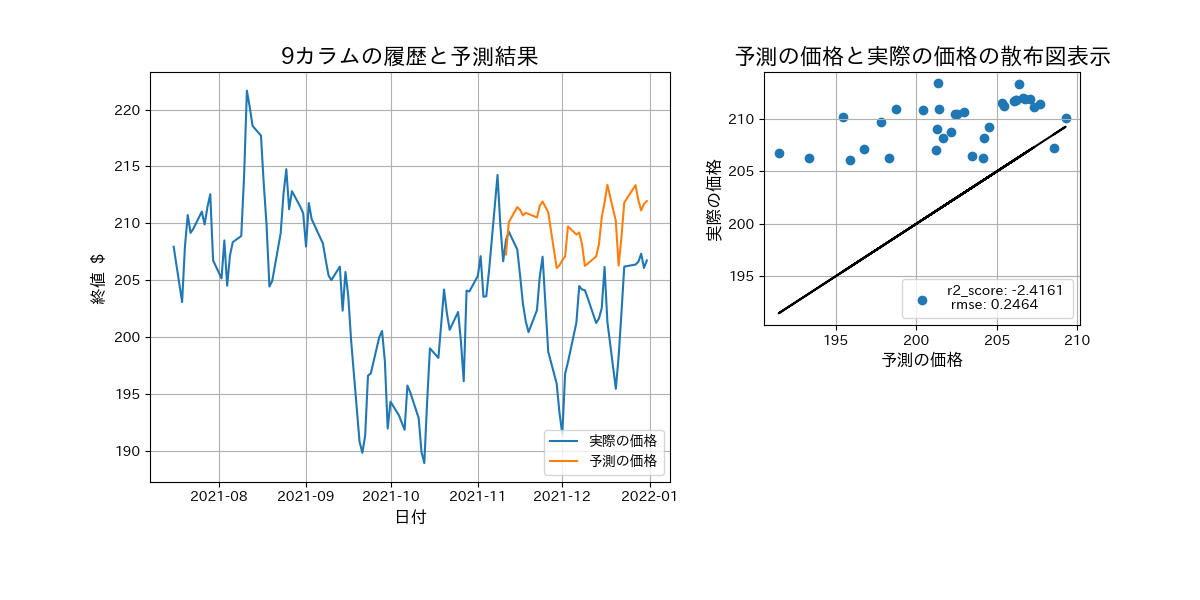 9カラムの履歴と予測結果
終値 $
220
215
210
205
200
195
190
2021-08
2021-09
2021-10
2021-11
2021-12
2022-01
日付
実際の価格
予測の価格
予測の価格と実際の価格の散布図表示
実際の価格
210
205
200
195
195
200
205
210
予測の価格
r2_score: -2.4161
rmse: 0.2464